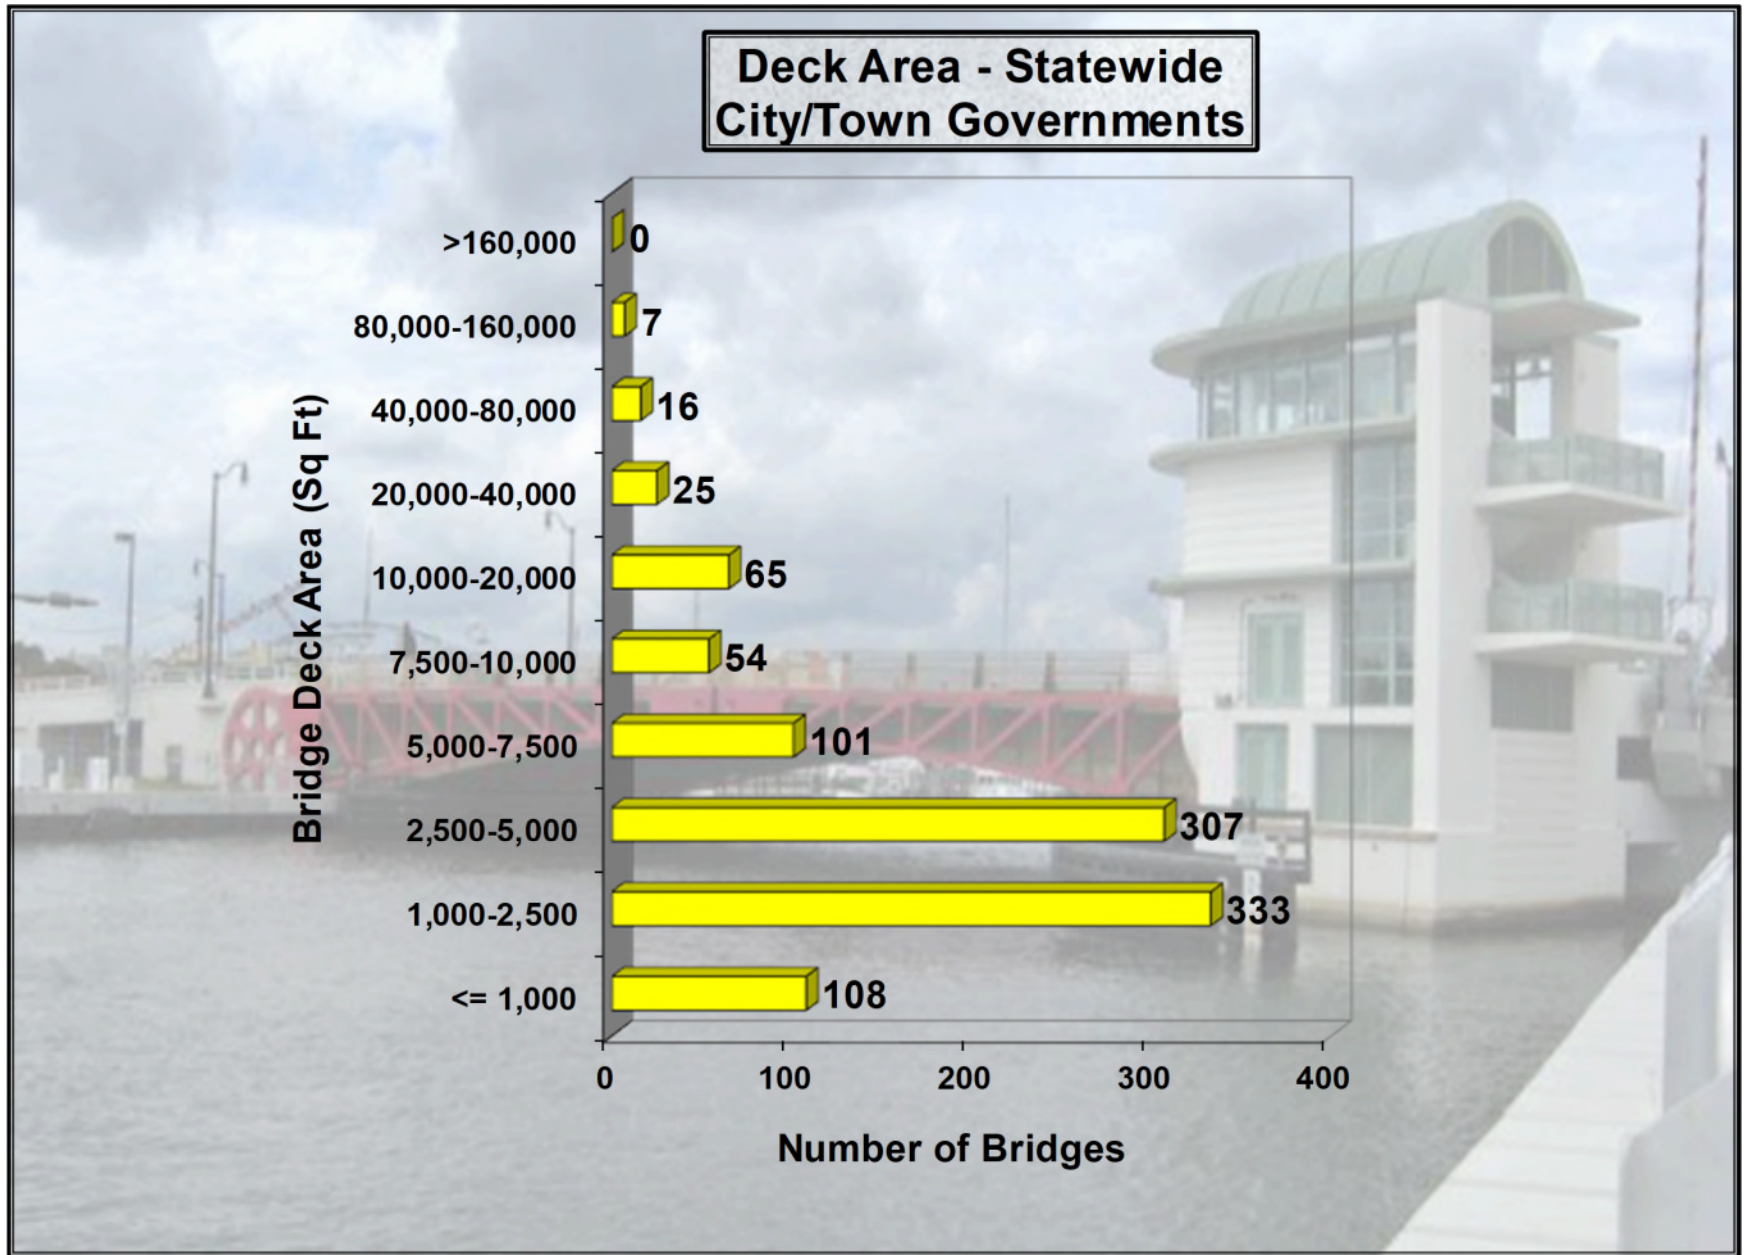 Deck Area - Statewide
City/Town Governments
Bridge Deck Area (Sq Ft)
>160,000 0
80,000-160,000 7
40,000-80,000 16
20,000-40,000 25
10,000-20,000 65
7,500-10,000 54
5,000-7,500 101
2,500-5,000 307
1,000-2,500 333
<= 1,000 108
0 100 200 300 400
Number of Bridges